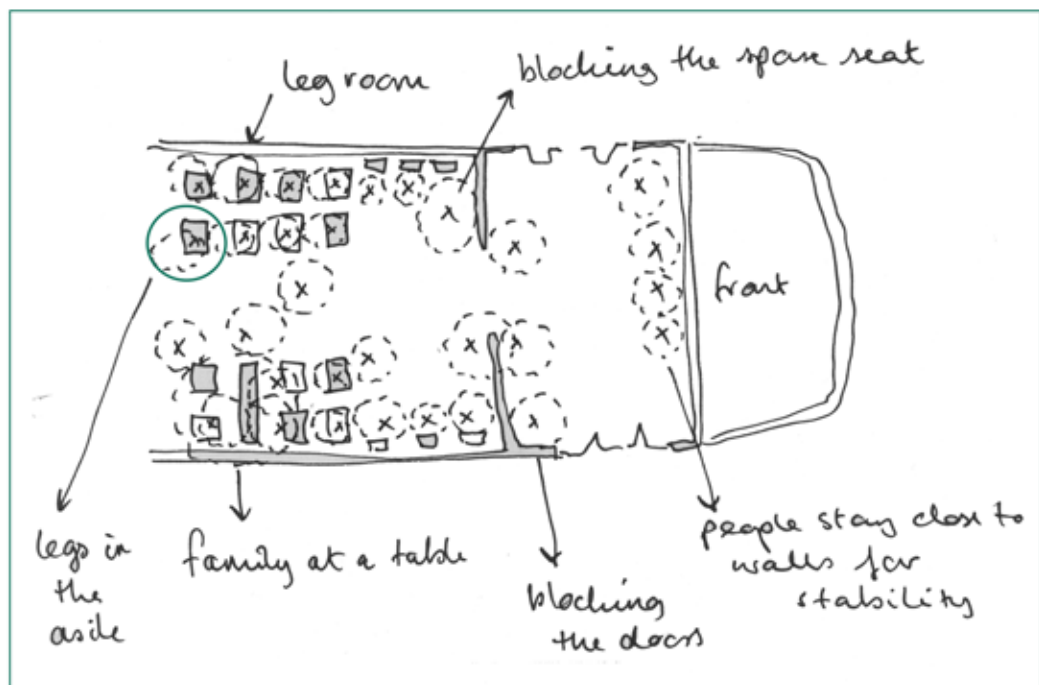 leg room
blocking the spare seat
front
legs in
the
asile
family at a table
blocking
the doors
people stay close to
walls for
stability